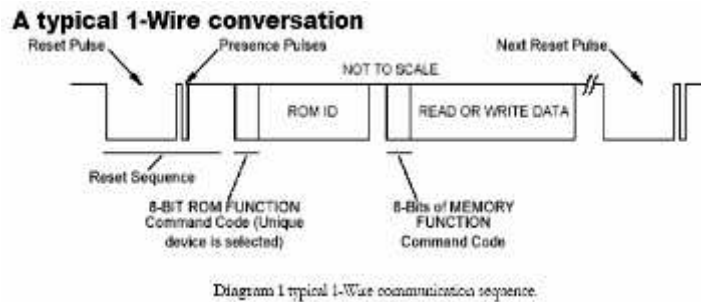 A typical 1-Wire conversation
Reset Pulse
Presence Pulses
Next Reset Pulse
NOT TO SCALE
ROM ID
READ OR WRITE DATA
Reset Sequence
8-BIT ROM FUNCTION
Command Code (Unique
device is selected)
8-Bits of MEMORY
FUNCTION
Command Code
Diagram 1 typical 1-Wire communication sequence.